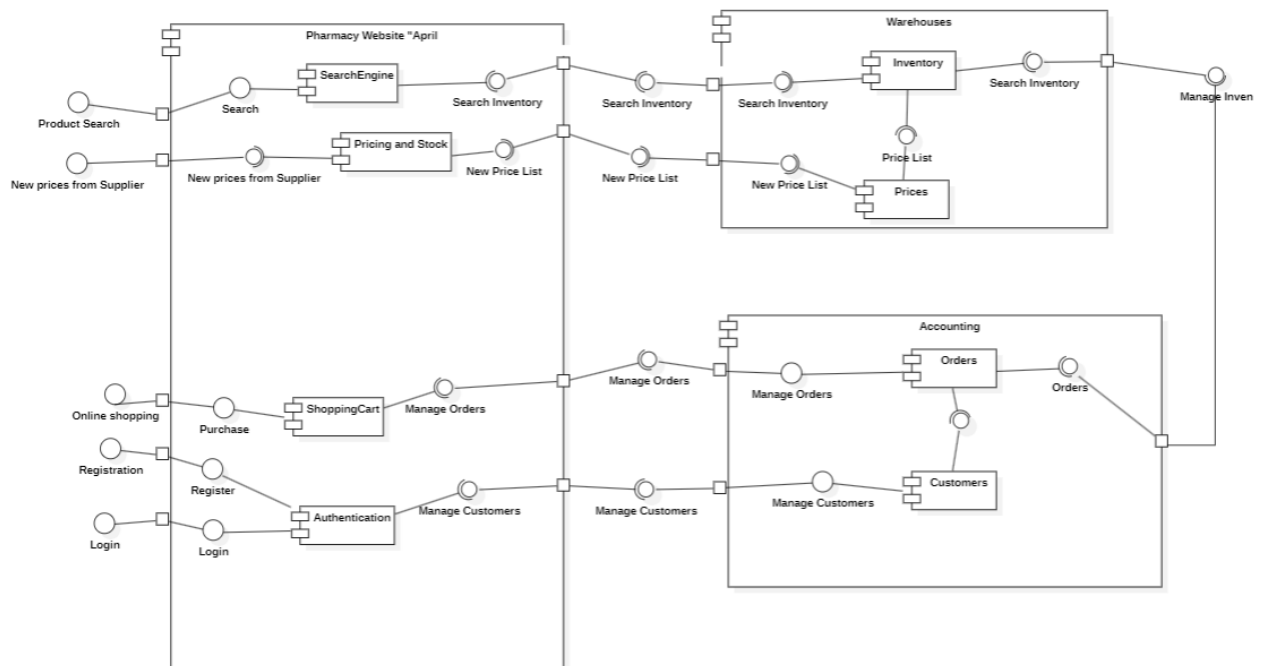 Pharmacy Website "April
Warehouses
SearchEngine
Inventory
Product Search
Search
Search Inventory
Search Inventory
Search Inventory
Search Inventory
Manage Inven
Pricing and Stock
Price List
New prices from Supplier
New prices from Supplier
New Price List
New Price List
New Price List
Prices
Accounting
Orders
Manage Orders
Manage Orders
Orders
Online shopping
ShoppingCart
Manage Orders
Purchase
Registration
Register
Customers
Manage Customers
Manage Customers
Manage Customers
Authentication
Login
Login